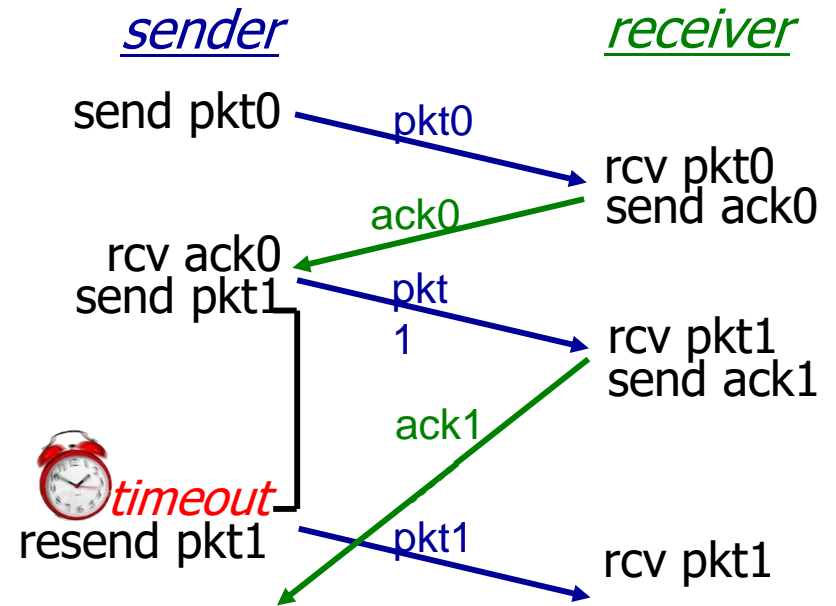 sender
receiver
send pkt0
pkt0
rcv pkt0
send ack0
ack0
rcv ack0
send pkt1
pkt
1
rcv pkt1
send ack1
ack1
timeout
resend pkt1
pkt1
rcv pkt1